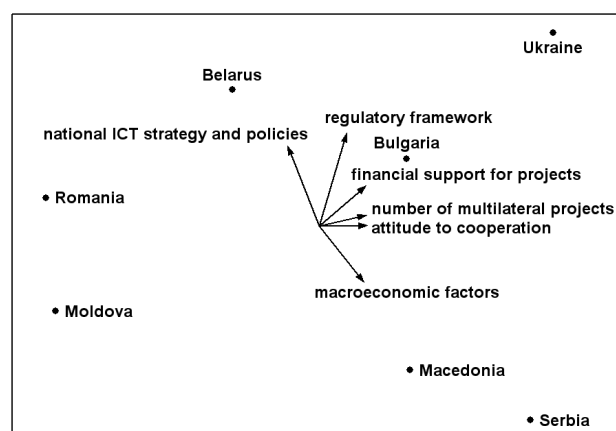 Ukraine
Belarus
regulatory framework
national ICT strategy and policies
Bulgaria
financial support for projects
Romania
number of multilateral projects
attitude to cooperation
macroeconomic factors
Moldova
Macedonia
Serbia